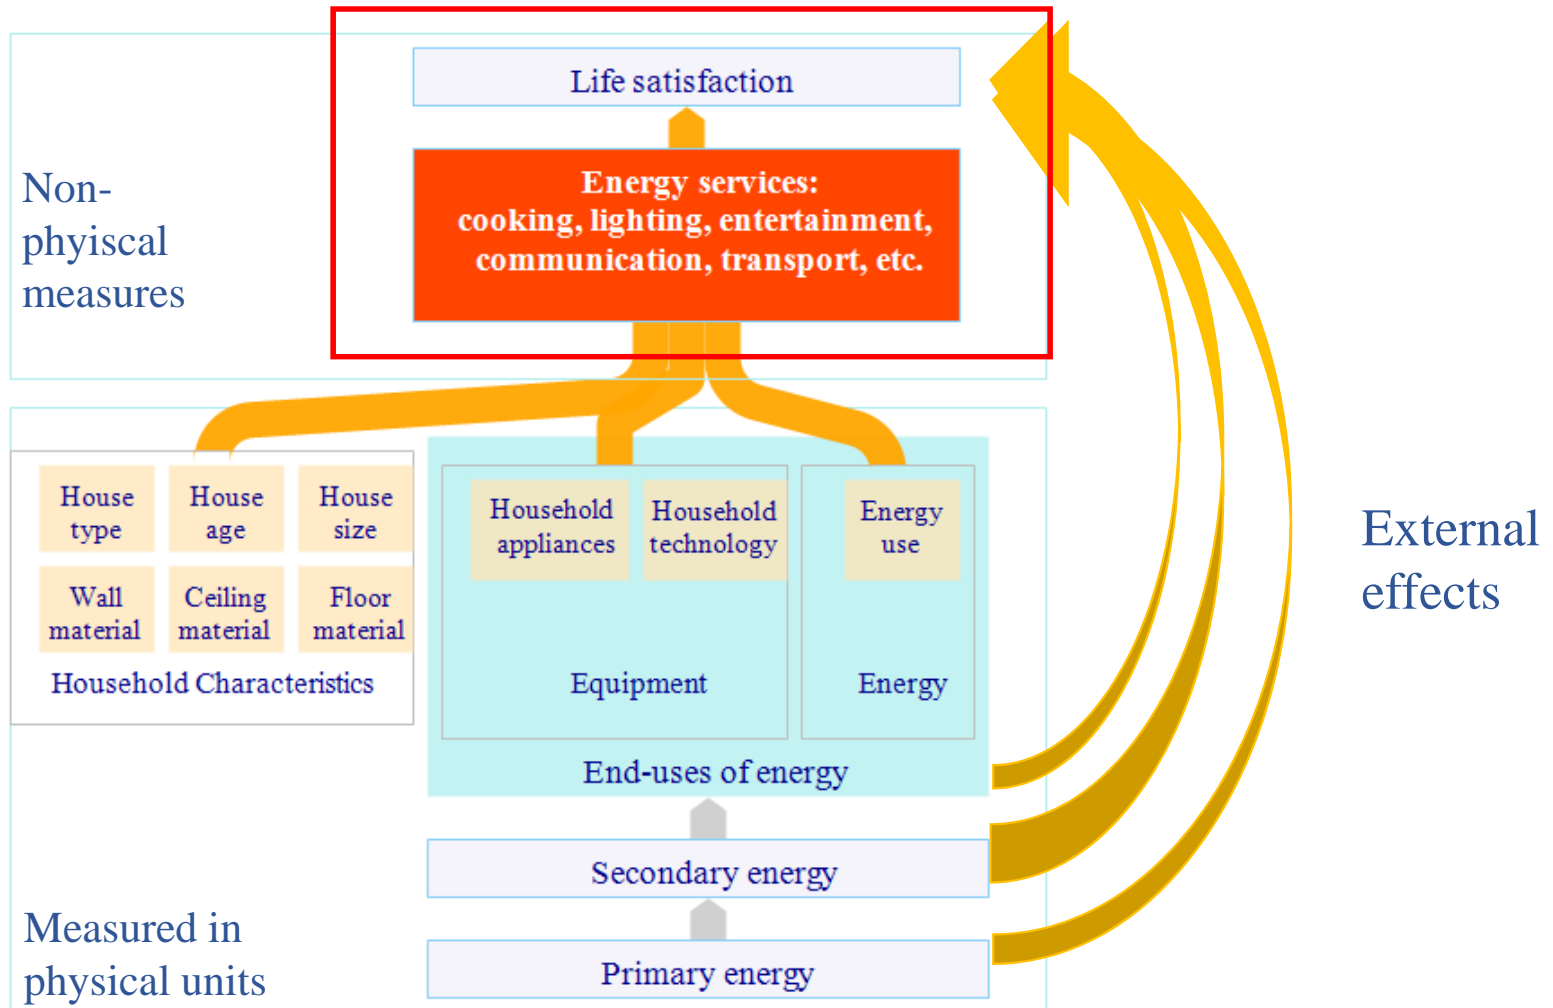 Life satisfaction
Non-
phyiscal
measures
Energy services:
cooking, lighting, entertainment,
communication, transport, etc.
House
type
House
age
House
size
Wall
material
Ceiling
material
Floor
material
Household Characteristics
Household
appliances
Household
technology
Equipment
Energy
use
Energy
End-uses of energy
Secondary energy
Primary energy
Measured in
physical units
External
effects